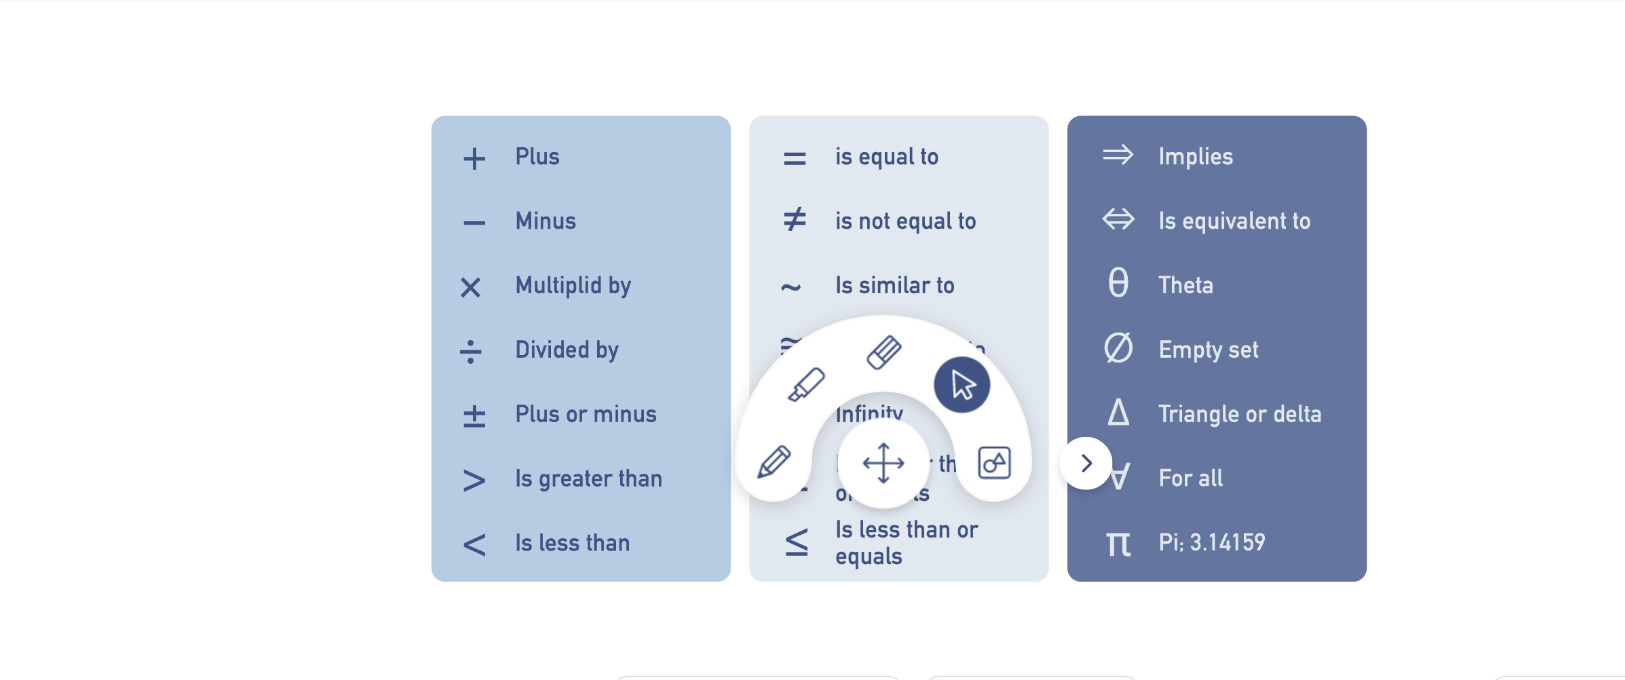 + Plus
− Minus
× Multiplid by
÷ Divided by
± Plus or minus
> Is greater than
< Is less than
= is equal to
≠ is not equal to
~ Is similar to
Infinity
≤ Is less than or
equals
⇒ Implies
⇔ Is equivalent to
θ Theta
∅ Empty set
Δ Triangle or delta
∀ For all
π Pi; 3.14159